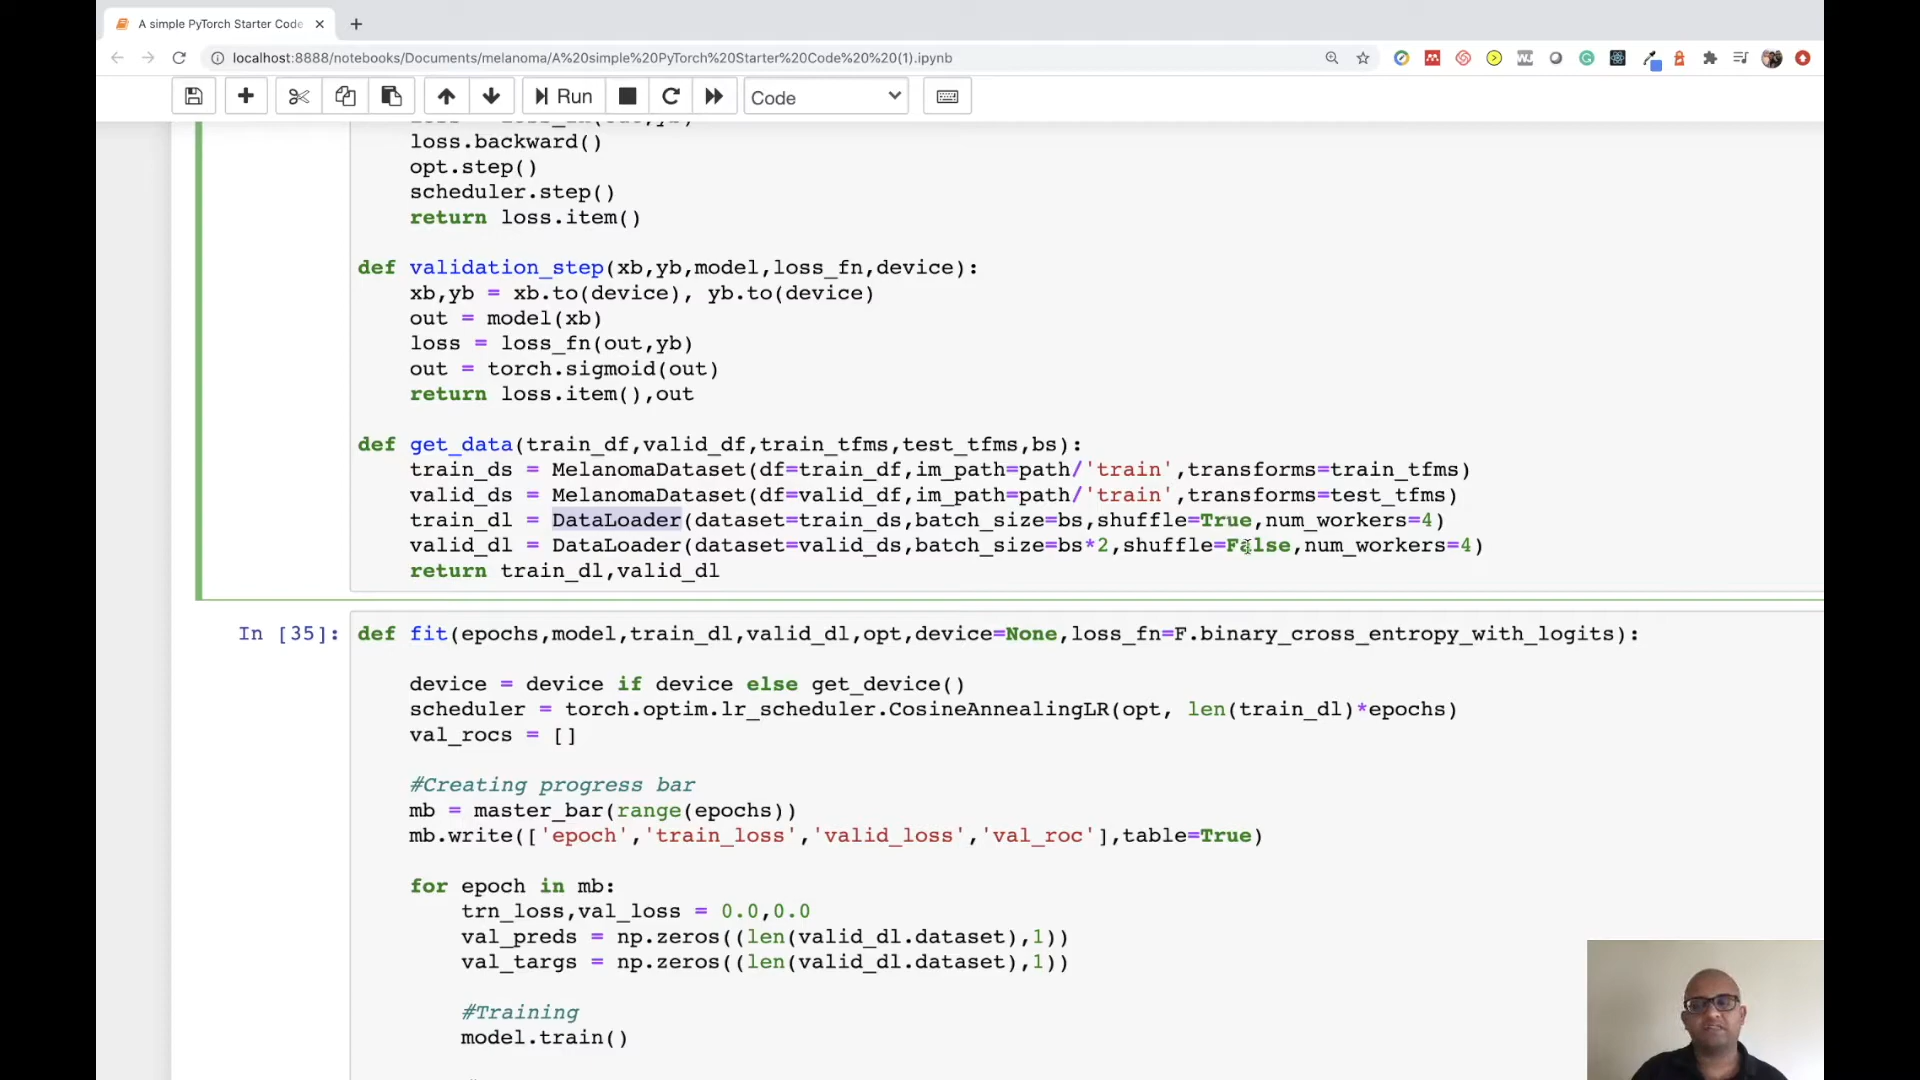 A simple PyTorch Starter Code
localhost:8888/notebooks/Documents/melanoma/A%20simple%20PyTorch%20Starter%20Code%20%20(1).ipynb
Run
Code
loss.backward()
opt.step()
scheduler.step()
return loss.item()
def validation_step(xb,yb,model,loss_fn,device):
xb,yb = xb.to(device), yb.to(device)
out = model(xb)
loss = loss_fn(out,yb)
out = torch.sigmoid(out)
return loss.item(),out
def get_data(train_df,valid_df,train_tfms,test_tfms,bs):
train_ds = MelanomaDataset(df=train_df,im_path=path/'train',transforms=train_tfms)
valid_ds = MelanomaDataset(df=valid_df,im_path=path/'train',transforms=test_tfms)
train_dl = DataLoader(dataset=train_ds,batch_size=bs,shuffle=True,num_workers=4)
valid_dl = DataLoader(dataset=valid_ds,batch_size=bs*2,shuffle=False,num_workers=4)
return train_dl,valid_dl
In [35]: def fit(epochs,model,train_dl,valid_dl,opt,device=None,loss_fn=F.binary_cross_entropy_with_logits):
device = device if device else get_device()
scheduler = torch.optim.lr_scheduler.CosineAnnealingLR(opt, len(train_dl)*epochs)
val_rocs = []
#Creating progress bar
mb = master_bar(range(epochs))
mb.write(['epoch','train_loss','valid_loss','val_roc'],table=True)
for epoch in mb:
trn_loss,val_loss = 0.0,0.0
val_preds = np.zeros((len(valid_dl.dataset),1))
val_targs = np.zeros((len(valid_dl.dataset),1))
#Training
model.train()